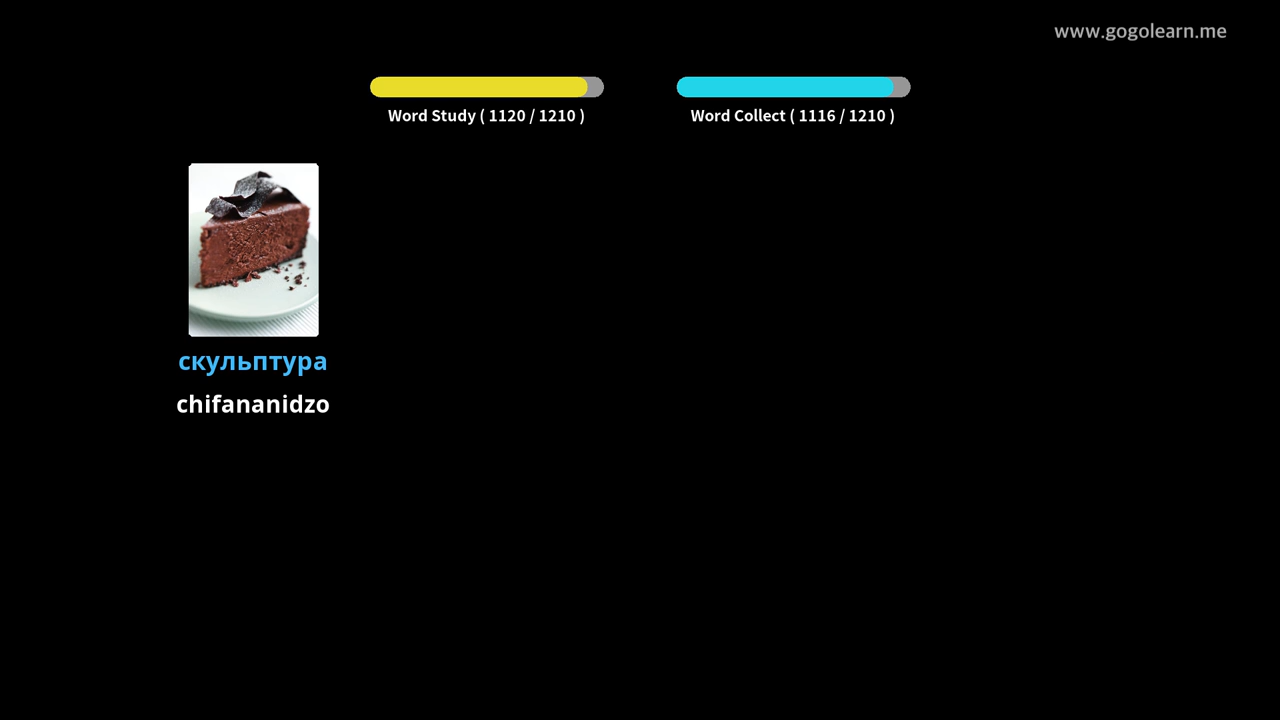 www.gogolearn.me
Word Study ( 1120 / 1210 )
Word Collect ( 1116 / 1210 )
скульптура
chifananidzo